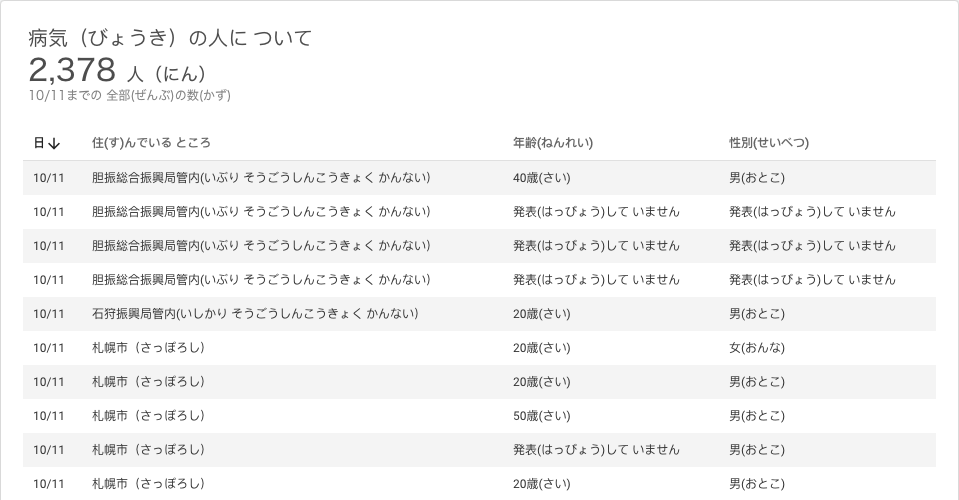 病気（びょうき）の人に ついて
2,378 人（にん）
10/11までの 全部(ぜんぶ)の数(かず)
日↓ 住(す)んでいる ところ 年齢(ねんれい) 性別(せいべつ)
10/11 胆振総合振興局管内(いぶり そうごうしんこうきょく かんない） 40歳(さい) 男(おとこ)
10/11 胆振総合振興局管内(いぶり そうごうしんこうきょく かんない） 発表(はっぴょう)して いません 発表(はっぴょう)して いません
10/11 胆振総合振興局管内(いぶり そうごうしんこうきょく かんない） 発表(はっぴょう)して いません 発表(はっぴょう)して いません
10/11 胆振総合振興局管内(いぶり そうごうしんこうきょく かんない） 発表(はっぴょう)して いません 発表(はっぴょう)して いません
10/11 石狩振興局管内(いしかり そうごうしんこうきょく かんない） 20歳(さい) 男(おとこ)
10/11 札幌市（さっぽろし） 20歳(さい) 女(おんな)
10/11 札幌市（さっぽろし） 20歳(さい) 男(おとこ)
10/11 札幌市（さっぽろし） 50歳(さい) 男(おとこ)
10/11 札幌市（さっぽろし） 発表(はっぴょう)して いません 男(おとこ)
10/11 札幌市（さっぽろし） 20歳(さい) 男(おとこ)